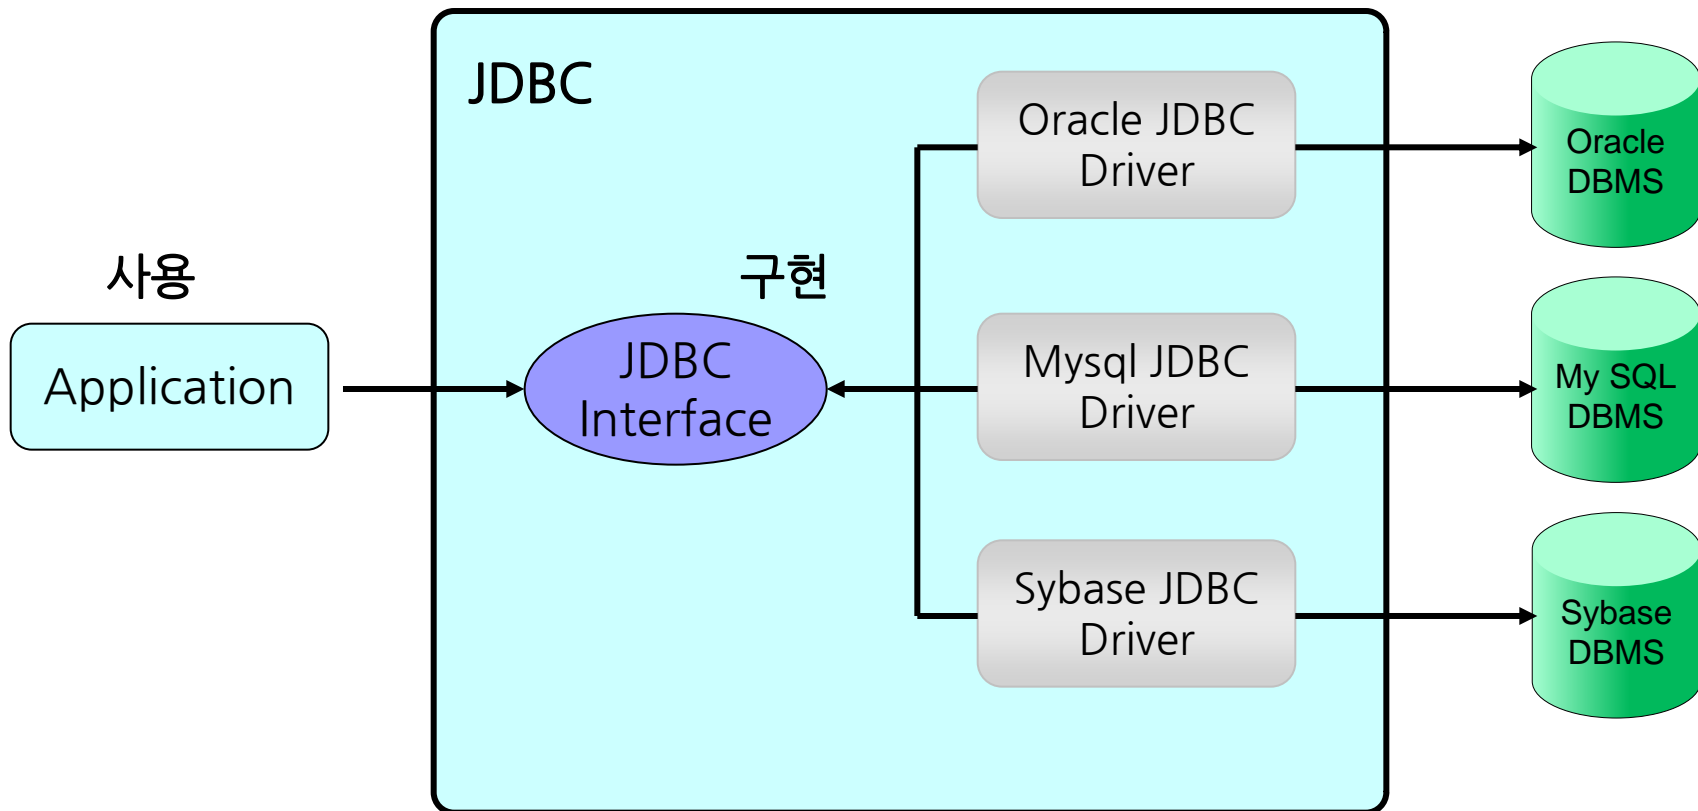 JDBC
사용
Application
구현
JDBC
Interface
Oracle JDBC
Driver
Mysql JDBC
Driver
Sybase JDBC
Driver
Oracle
DBMS
My SQL
DBMS
Sybase
DBMS